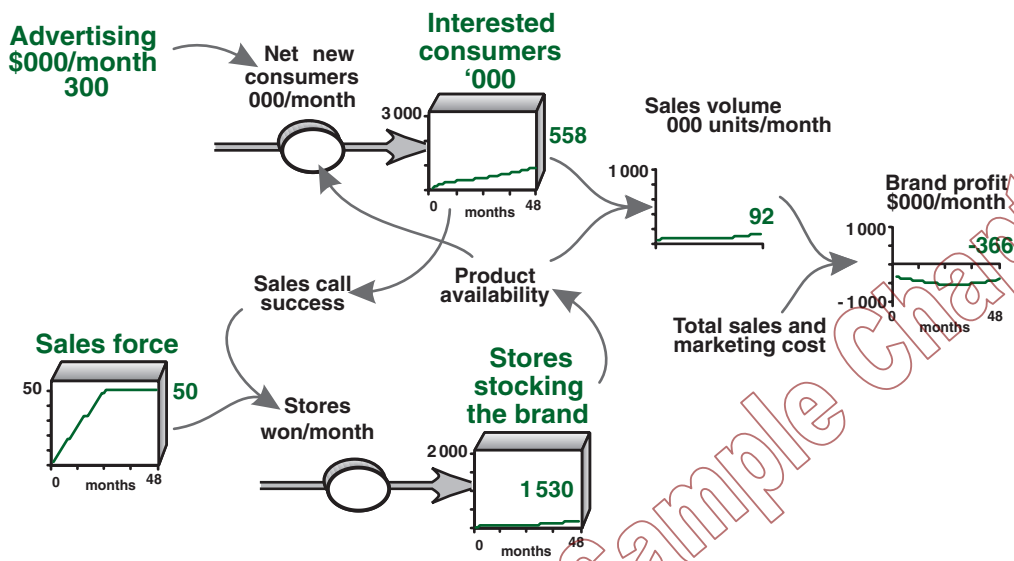 Advertising
$000/month
300
Net new
consumers
000/month
Interested
consumers
‘000
3 000
558
0
48
months
Sales volume
000 units/month
1 000
92
Brand profit
$000/month
1 000
-366
-1 000
0
48
months
Sales call
success
Product
availability
Total sales and
marketing cost
Sales force
50
50
0
48
months
Stores
won/month
Stores
stocking
the brand
2 000
1 530
0
48
months
Sample Chapt